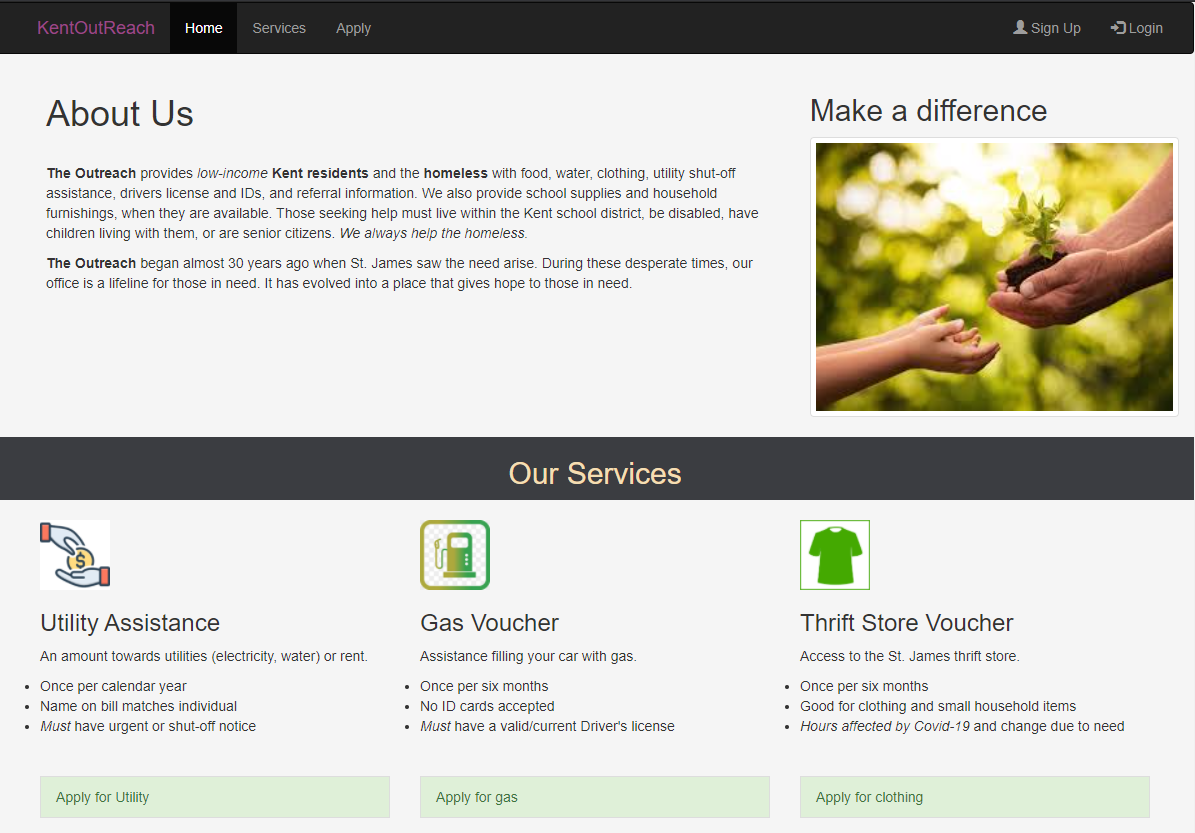 KentOutReach Home Services Apply Sign Up Login
About Us
The Outreach provides low-income Kent residents and the homeless with food, water, clothing, utility shut-off
assistance, drivers license and IDs, and referral information. We also provide school supplies and household
furnishings, when they are available. Those seeking help must live within the Kent school district, be disabled, have
children living with them, or are senior citizens. We always help the homeless.
The Outreach began almost 30 years ago when St. James saw the need arise. During these desperate times, our
office is a lifeline for those in need. It has evolved into a place that gives hope to those in need.
Make a difference
Our Services
$
Utility Assistance
An amount towards utilities (electricity, water) or rent.
• Once per calendar year
• Name on bill matches individual
• Must have urgent or shut-off notice
Apply for Utility
Gas Voucher
Assistance filling your car with gas.
• Once per six months
• No ID cards accepted
• Must have a valid/current Driver's license
Apply for gas
Thrift Store Voucher
Access to the St. James thrift store.
• Once per six months
• Good for clothing and small household items
• Hours affected by Covid-19 and change due to need
Apply for clothing